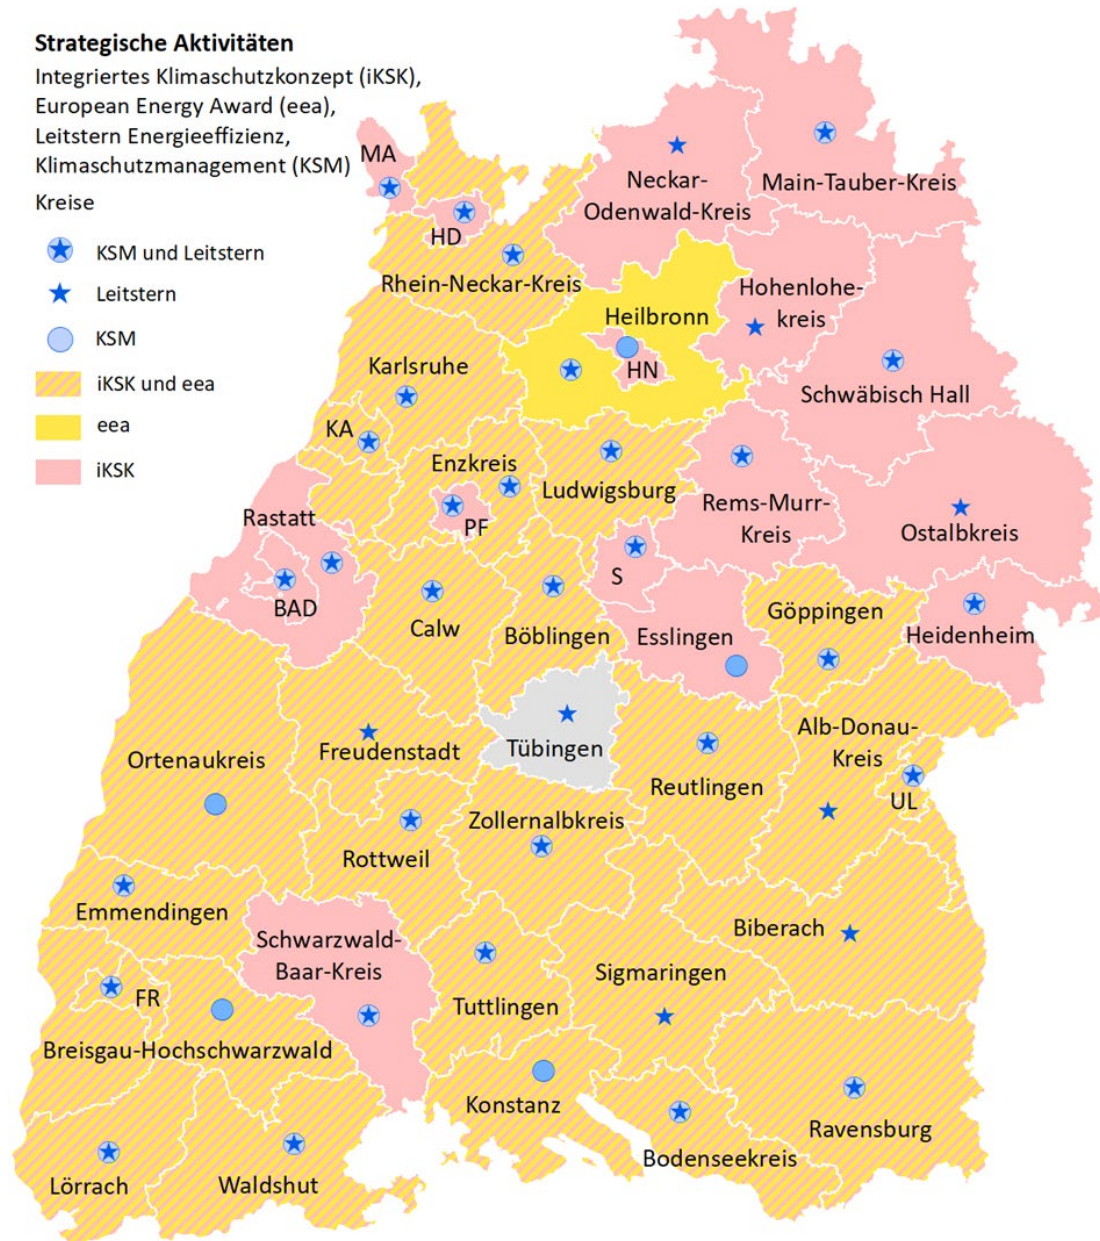 Strategische Aktivitäten
Integriertes Klimaschutzkonzept (iKSK),
European Energy Award (eea),
Leitstern Energieeffizienz,
Klimaschutzmanagement (KSM)
Kreise
KSM und Leitstern
Leitstern
KSM
iKSK und eea
eea
iKSK
MA
Neckar-
Odenwald-Kreis
Main-Tauber-Kreis
HD
Rhein-Neckar-Kreis
Heilbronn
HN
Hohenlohe-
kreis
Schwäbisch Hall
Karlsruhe
KA
Enzkreis
PF
Ludwigsburg
Rems-Murr-
Kreis
Ostalbkreis
Rastatt
BAD
Calw
Böblingen
S
Esslingen
Göppingen
Heidenheim
Ortenaukreis
Freudenstadt
Tübingen
Reutlingen
Alb-Donau-
Kreis
UL
Rottweil
Zollernalbkreis
Emmendingen
Schwarzwald-
Baar-Kreis
Tuttlingen
Sigmaringen
Biberach
FR
Breisgau-Hochschwarzwald
Konstanz
Bodenseekreis
Ravensburg
Lörrach
Waldshut